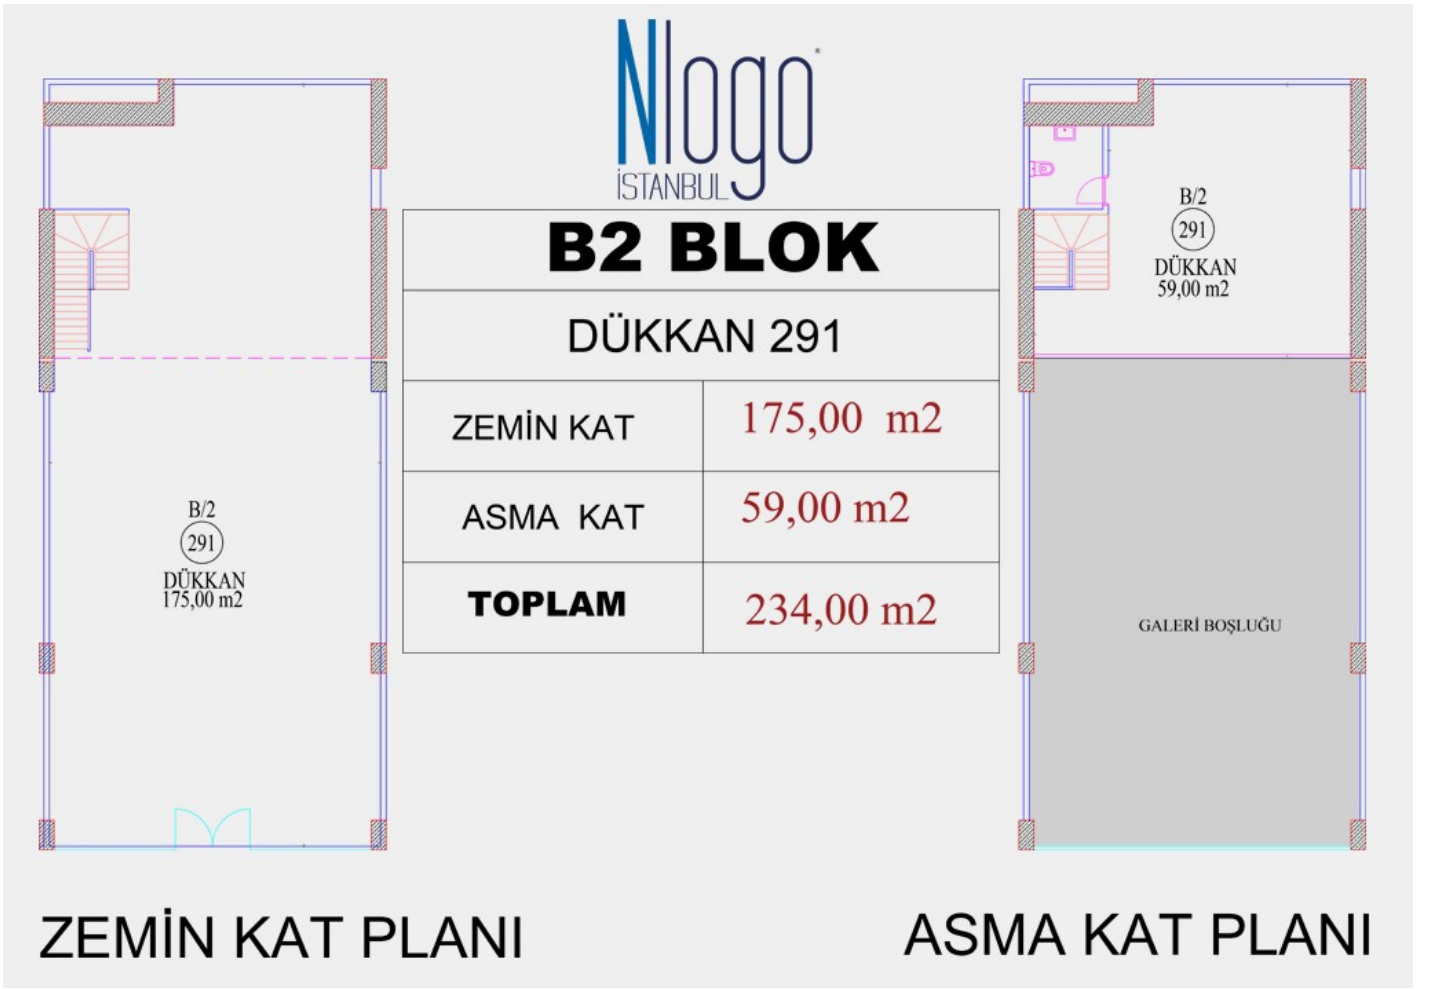 Nlogo
İSTANBUL
B2 BLOK
DÜKKAN 291
ZEMİN KAT 175,00 m2
ASMA KAT 59,00 m2
TOPLAM 234,00 m2
B/2
291
DÜKKAN
175,00 m2
B/2
291
DÜKKAN
59,00 m2
GALERİ BOŞLUĞU
ZEMİN KAT PLANI
ASMA KAT PLANI